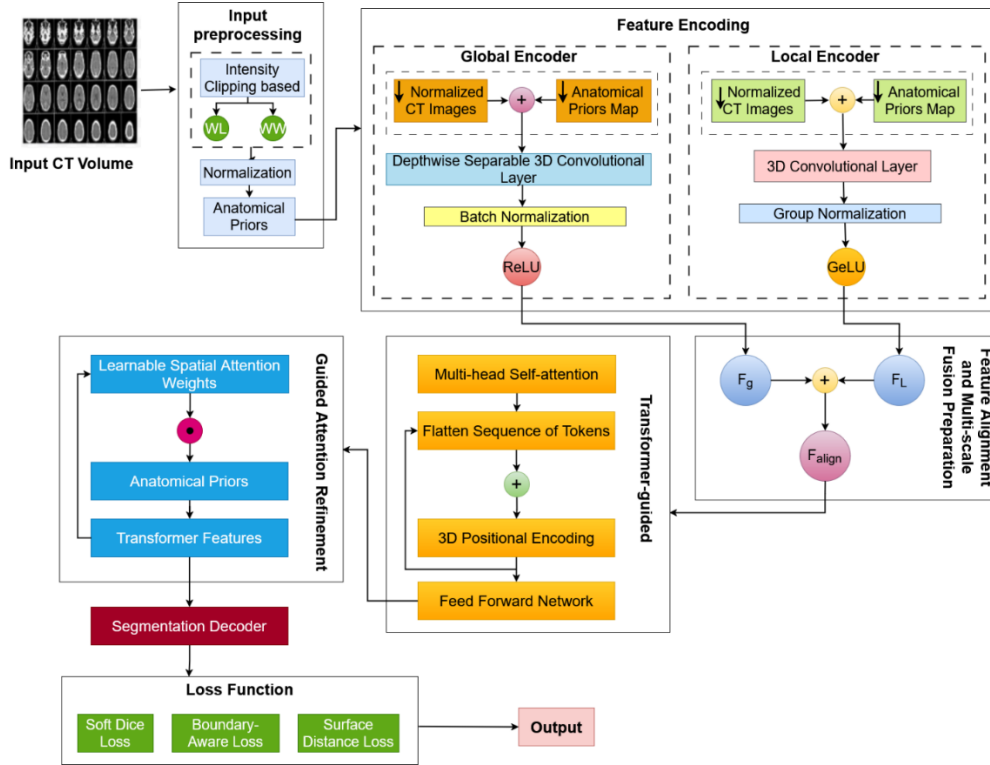 Input CT Volume
Input
preprocessing
Intensity
Clipping based
WL
WW
Normalization
Anatomical
Priors
Feature Encoding
Global Encoder
Normalized
CT Images
+
Anatomical
Priors Map
Depthwise Separable 3D Convolutional
Layer
Batch Normalization
ReLU
Local Encoder
Normalized
CT Images
+
Anatomical
Priors Map
3D Convolutional Layer
Group Normalization
GeLU
Feature Alignment
and Multi-scale
Fusion Preparation
Fg
+
FL
Falign
Transformer-guided
Multi-head Self-attention
Flatten Sequence of Tokens
+
3D Positional Encoding
Feed Forward Network
Guided Attention Refinement
Learnable Spatial Attention
Weights
Anatomical Priors
Transformer Features
Segmentation Decoder
Loss Function
Soft Dice
Loss
Boundary-
Aware Loss
Surface
Distance Loss
Output